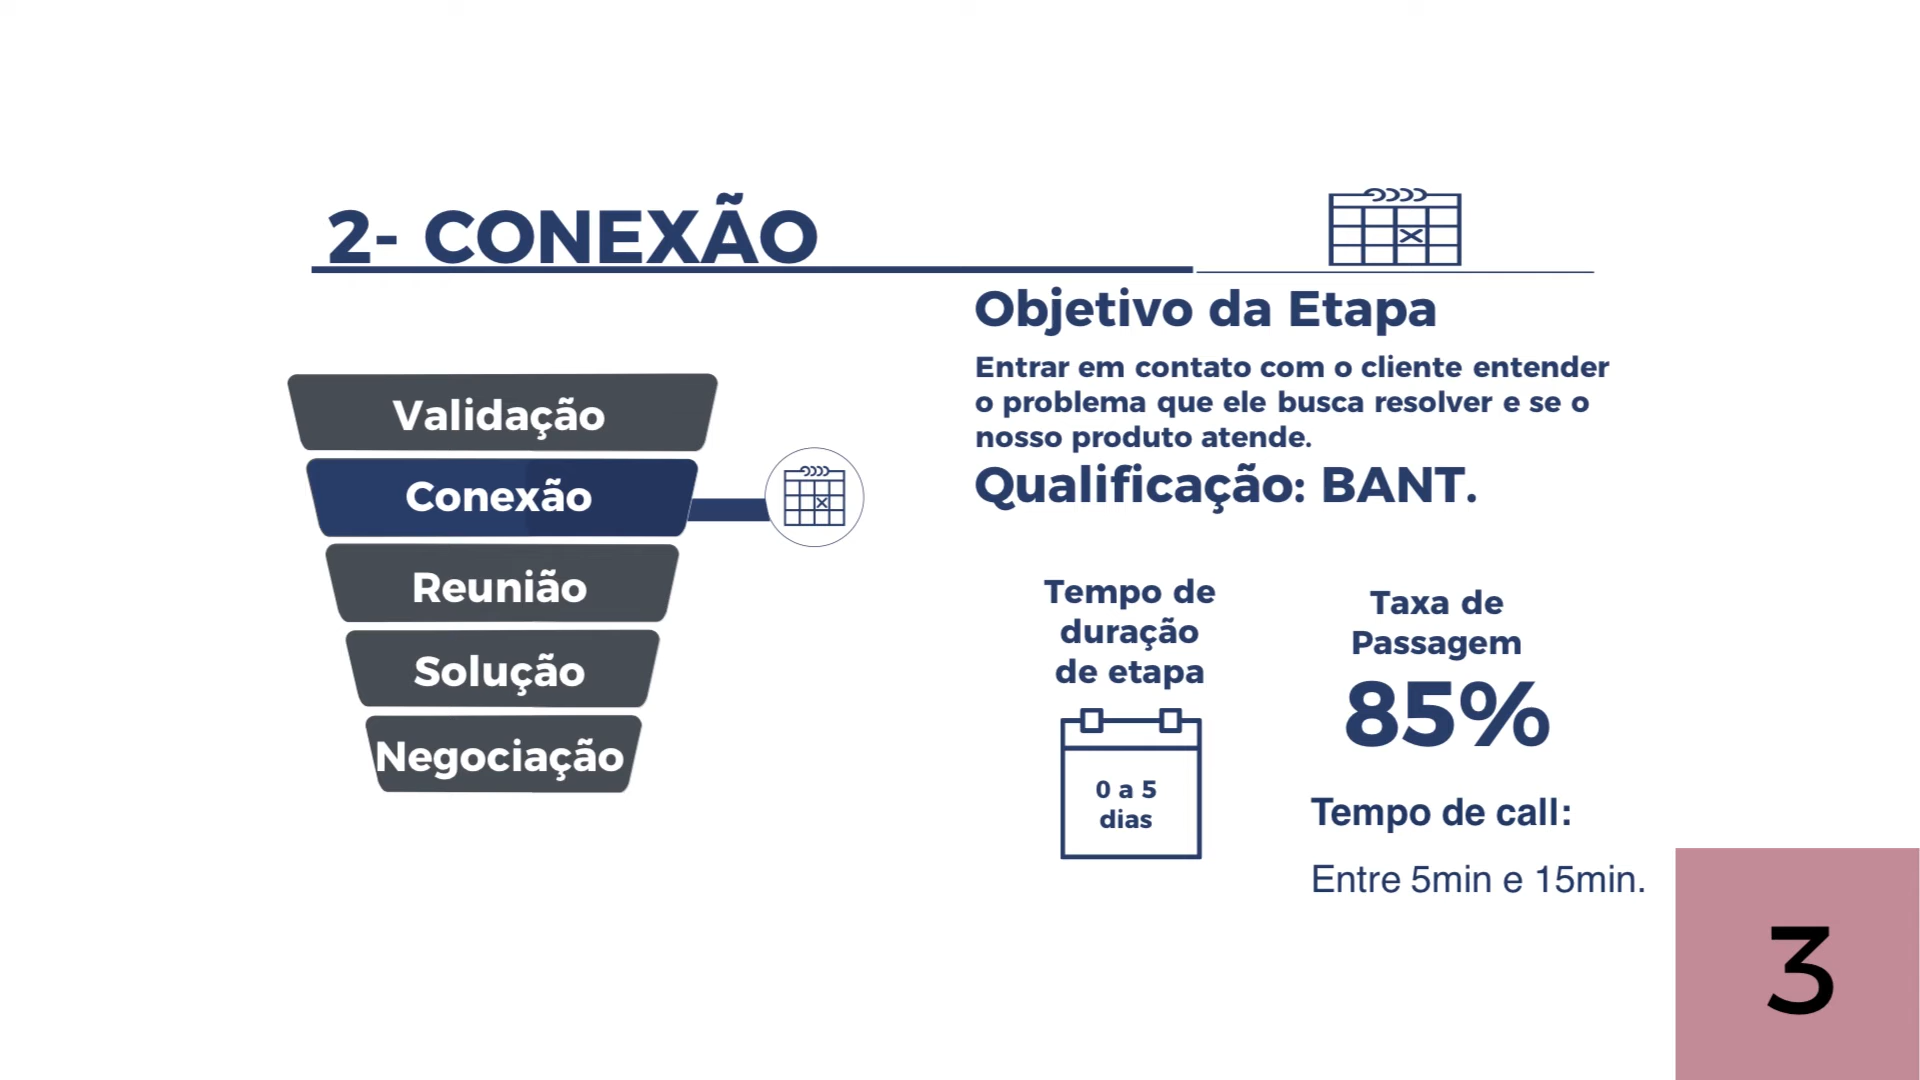 2- CONEXÃO
Validação
Conexão
Reunião
Solução
Negociação
Objetivo da Etapa
Entrar em contato com o cliente entender
o problema que ele busca resolver e se o
nosso produto atende.
Qualificação: BANT.
Tempo de
duração
de etapa
0 a 5
dias
Taxa de
Passagem
85%
Tempo de call:
Entre 5min e 15min.
3